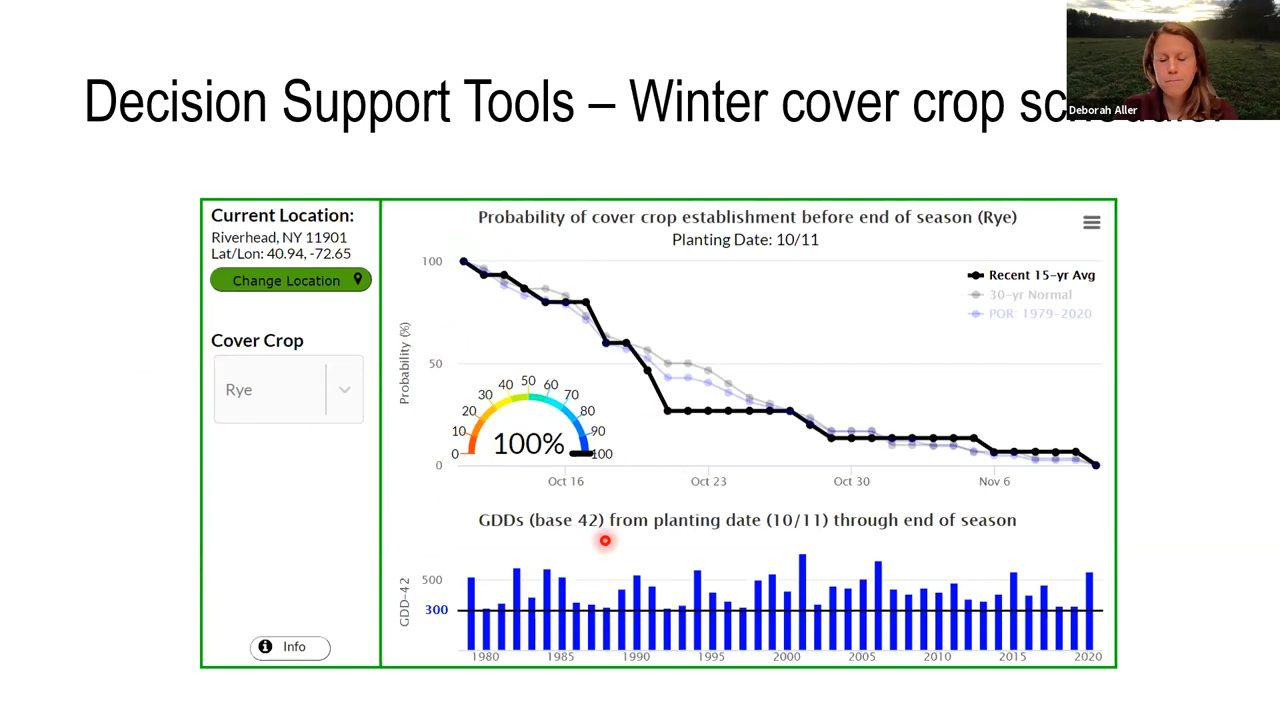 Decision Support Tools – Winter cover crop
Deborah Aller
Current Location:
Riverhead, NY 11901
Lat/Lon: 40.94, -72.65
Change Location
Cover Crop
Rye
Info
Probability of cover crop establishment before end of season (Rye)
Planting Date: 10/11
Recent 15-yr Avg
30-yr Normal
POR: 1979-2020
Probability (%)
100
50
0
0 10 20 30 40 50 60 70 80 90 100
100%
Oct 16 Oct 23 Oct 30 Nov 6
GDDs (base 42) from planting date (10/11) through end of season
GDD-42
500
300
1980 1985 1990 1995 2000 2005 2010 2015 2020